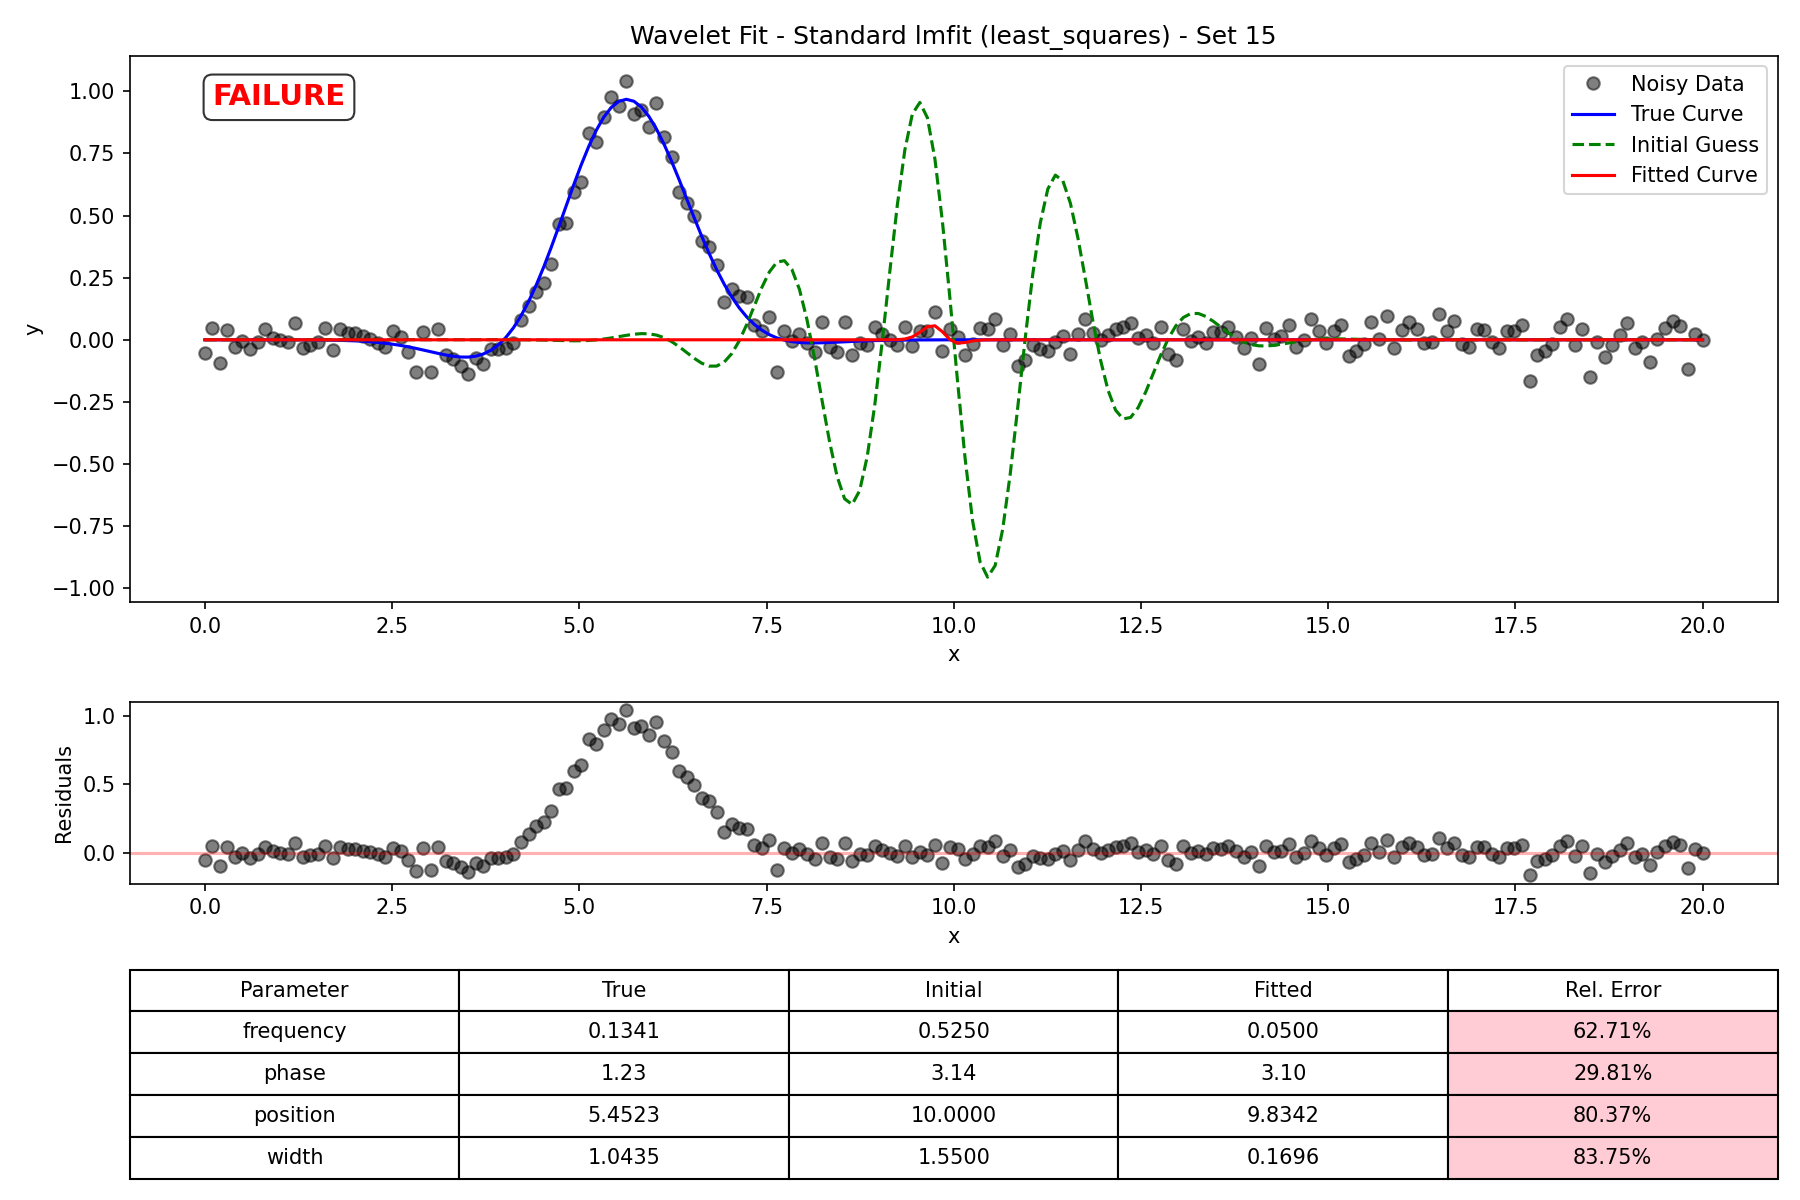 Wavelet Fit - Standard lmfit (least_squares) - Set 15
FAILURE
Noisy Data
True Curve
Initial Guess
Fitted Curve
1.00
0.75
0.50
0.25
0.00
−0.25
−0.50
−0.75
−1.00
y
0.0 2.5 5.0 7.5 10.0 12.5 15.0 17.5 20.0
x
1.0
0.5
0.0
Residuals
0.0 2.5 5.0 7.5 10.0 12.5 15.0 17.5 20.0
x
Parameter True Initial Fitted Rel. Error
frequency 0.1341 0.5250 0.0500 62.71%
phase 1.23 3.14 3.10 29.81%
position 5.4523 10.0000 9.8342 80.37%
width 1.0435 1.5500 0.1696 83.75%